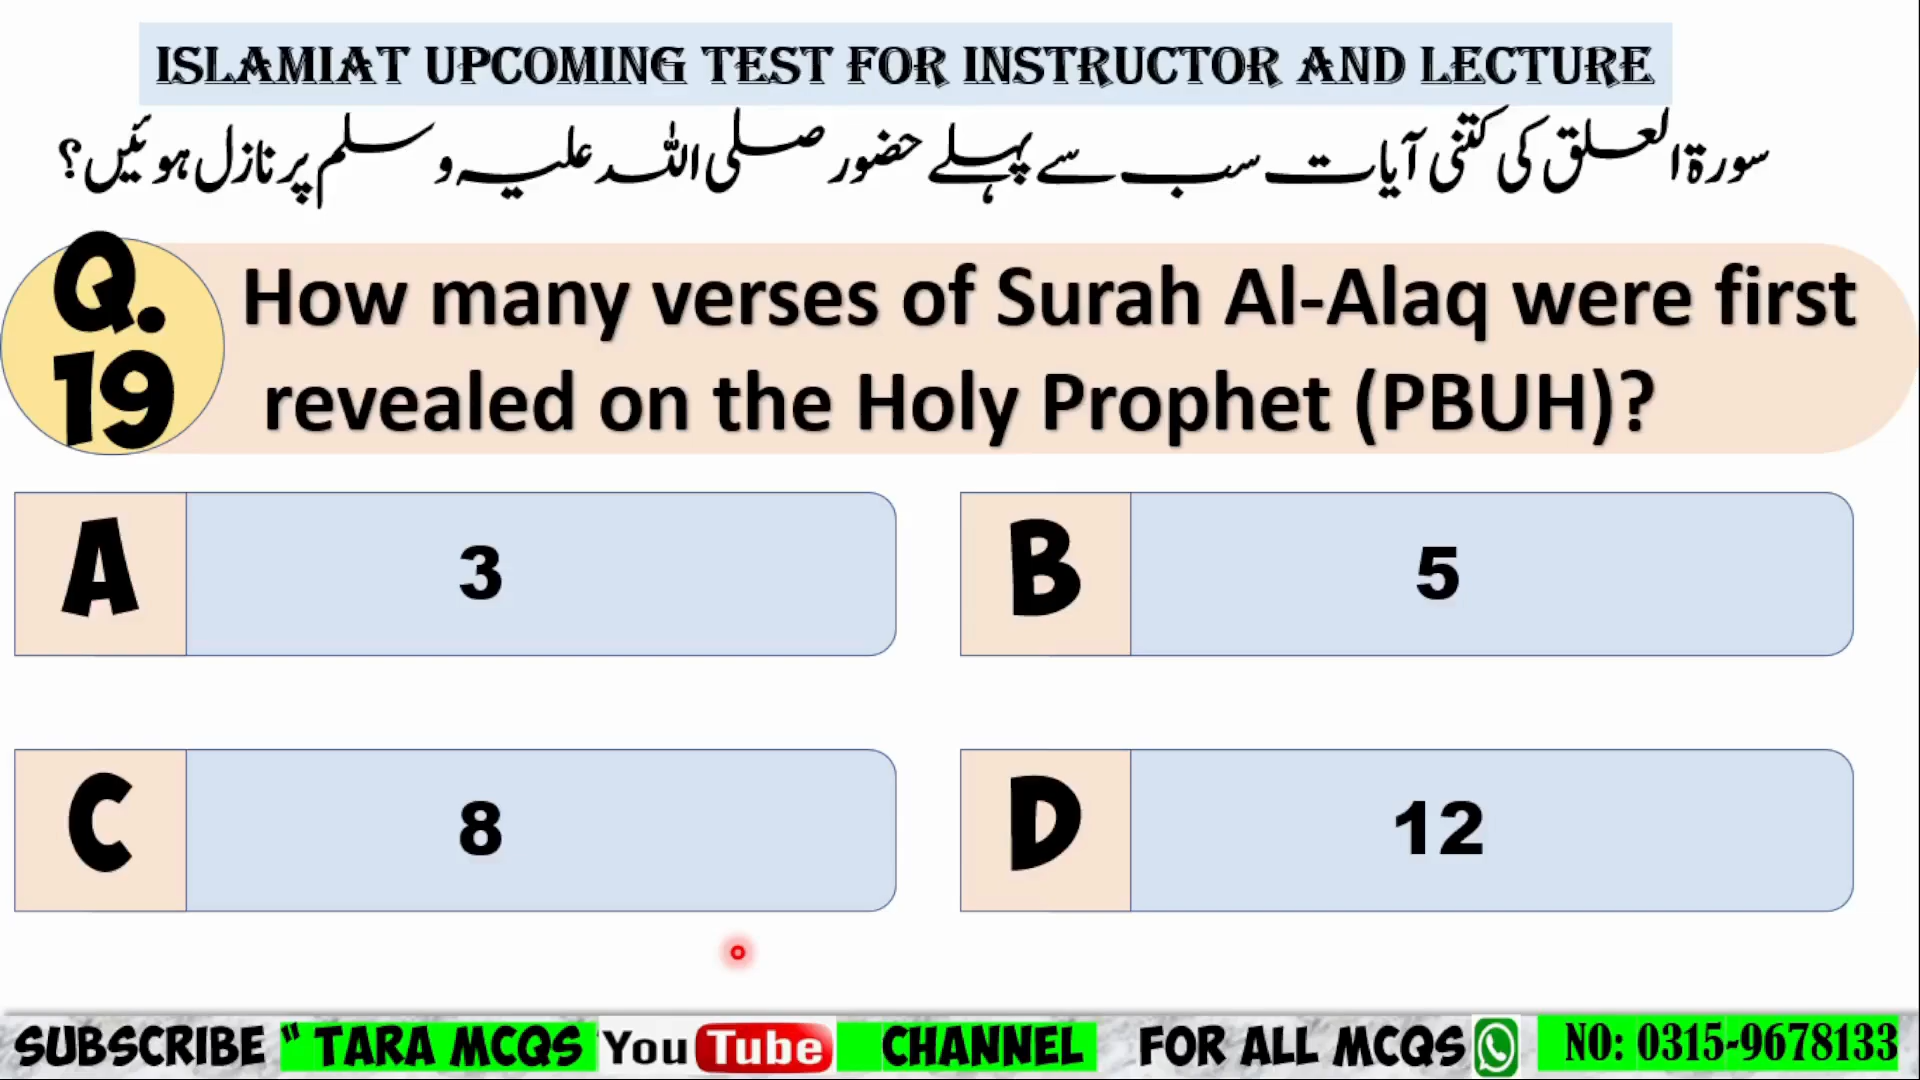 ISLAMIAT UPCOMING TEST FOR INSTRUCTOR AND LECTURE
سورۃ العلق کی کتنی آیات سب سے پہلے حضور صلی اللہ علیہ وسلم پر نازل ہوئیں؟
Q. 19
How many verses of Surah Al-Alaq were first
revealed on the Holy Prophet (PBUH)?
A 3
B 5
C 8
D 12
SUBSCRIBE " TARA MCQS YouTube CHANNEL FOR ALL MCQS NO: 0315-9678133